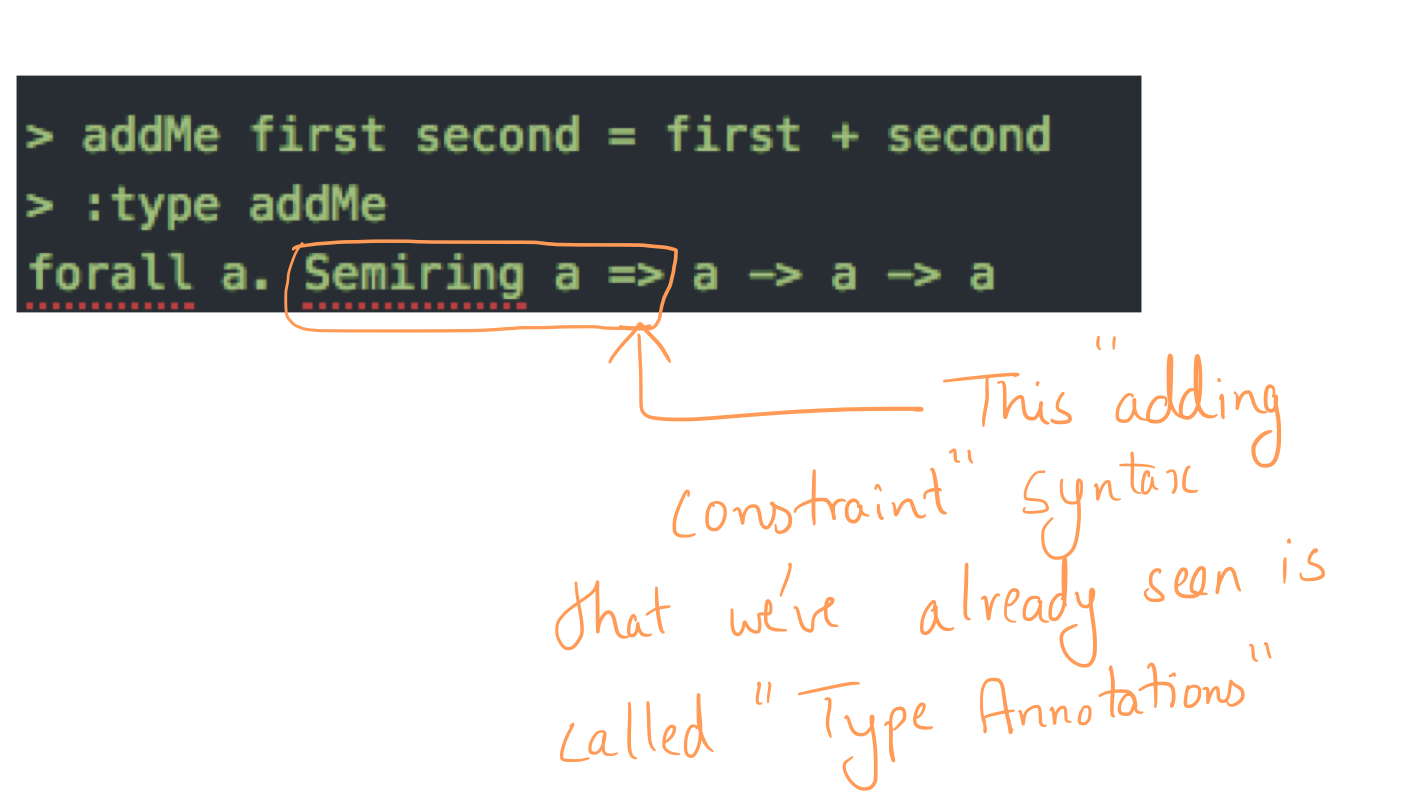 > addMe first second = first + second
> :type addMe
forall a. Semiring a => a -> a -> a
This "adding
constraint" syntax
that we've already seen is
called "Type Annotations"